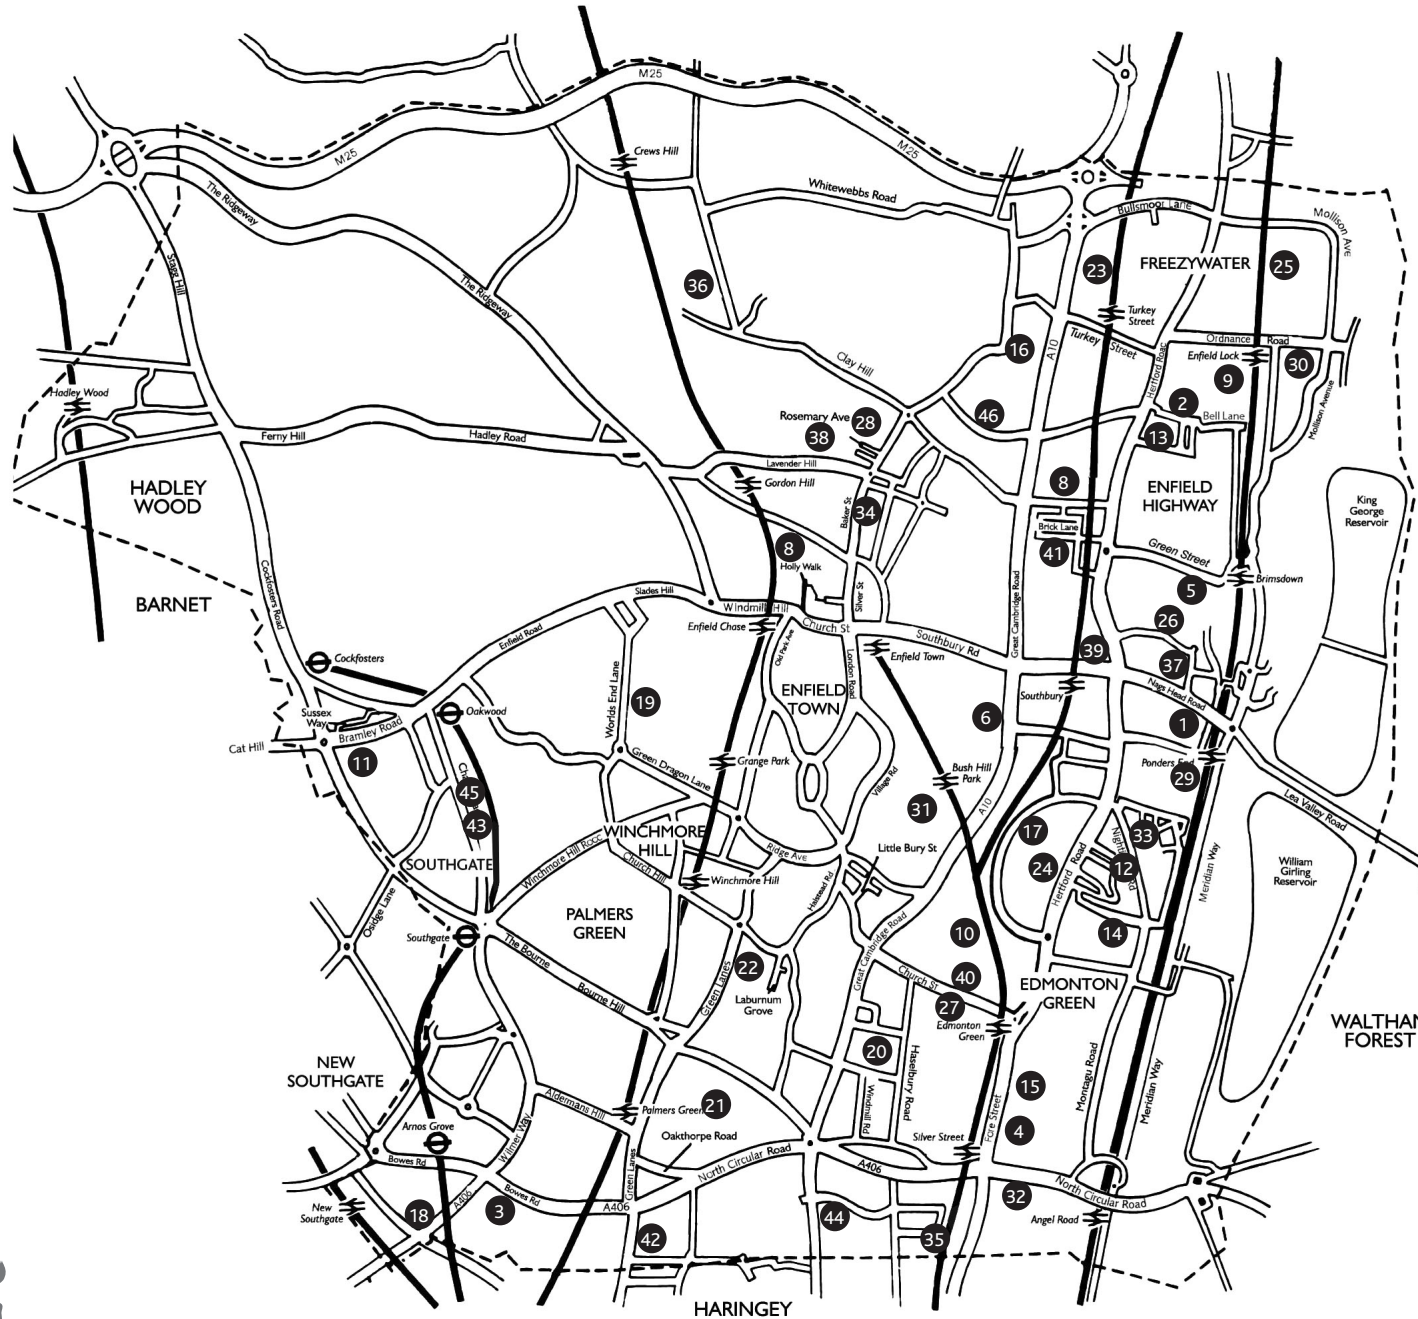 M25
M25
M25
Crews Hill
The Ridgeway
Whitewebbs Road
Bullsmoor Lane
Mollison Ave
Stagg Hill
23
FREEZYWATER
25
36
The Ridgeway
Turkey
Street
Turkey Street
A10
16
Ordnance Road
Enfield Lock
30
9
Hertford Road
Clay Hill
Hadley Wood
Mollison Avenue
2
Bell Lane
Rosemary Ave
28
46
38
13
Ferny Hill
Hadley Road
Lavender Hill
Gordon Hill
8
HADLEY
WOOD
ENFIELD
HIGHWAY
King
George
Reservoir
Baker St
34
Brick Lane
41
Green Street
8
Holly Walk
Brimsdown
5
Cockfosters Road
BARNET
Slades Hill
Windmill Hill
Silver St
Great Cambridge Road
Enfield Chase
Church St
26
Enfield Road
Southbury Rd
Old Park Ave
London Road
Enfield Town
39
37
Cockfosters
Worlds End Lane
19
ENFIELD
TOWN
Southbury
Nags Head Road
Sussex
Way
Oakwood
6
1
Cat Hill
Bramley Road
11
Green Dragon Lane
Grange Park
Ponders End
29
Bush Hill
Park
Village Rd
45
31
A10
Lea Valley Road
43
WINCHMORE
HILL
17
33
Ridge Ave
Little Bury St
SOUTHGATE
Winchmore Hill
Church Hill
Winchmore Hill
24
Hertford Road
12
Meridian Way
William
Girling
Reservoir
Halstead Rd
Osidge Lane
PALMERS
GREEN
Great Cambridge Road
10
14
Southgate
The Bourne
22
Church St
40
EDMONTON
GREEN
Bourne Hill
Green Lanes
Laburnum
Grove
27
Edmonton
Green
WALTHAM
FOREST
20
Haselbury Road
NEW
SOUTHGATE
15
Montagu Road
Meridian Way
Aldermans Hill
Palmers Green
21
Windmill Rd
Arnos Grove
Wilmer Way
Oakthorpe Road
Silver Street
Fore Street
4
Bowes Rd
North Circular Road
A406
A406
Bowes Rd
A406
Green Lanes
32
North Circular Road
New
Southgate
18
3
44
Angel Road
42
35
HARINGEY